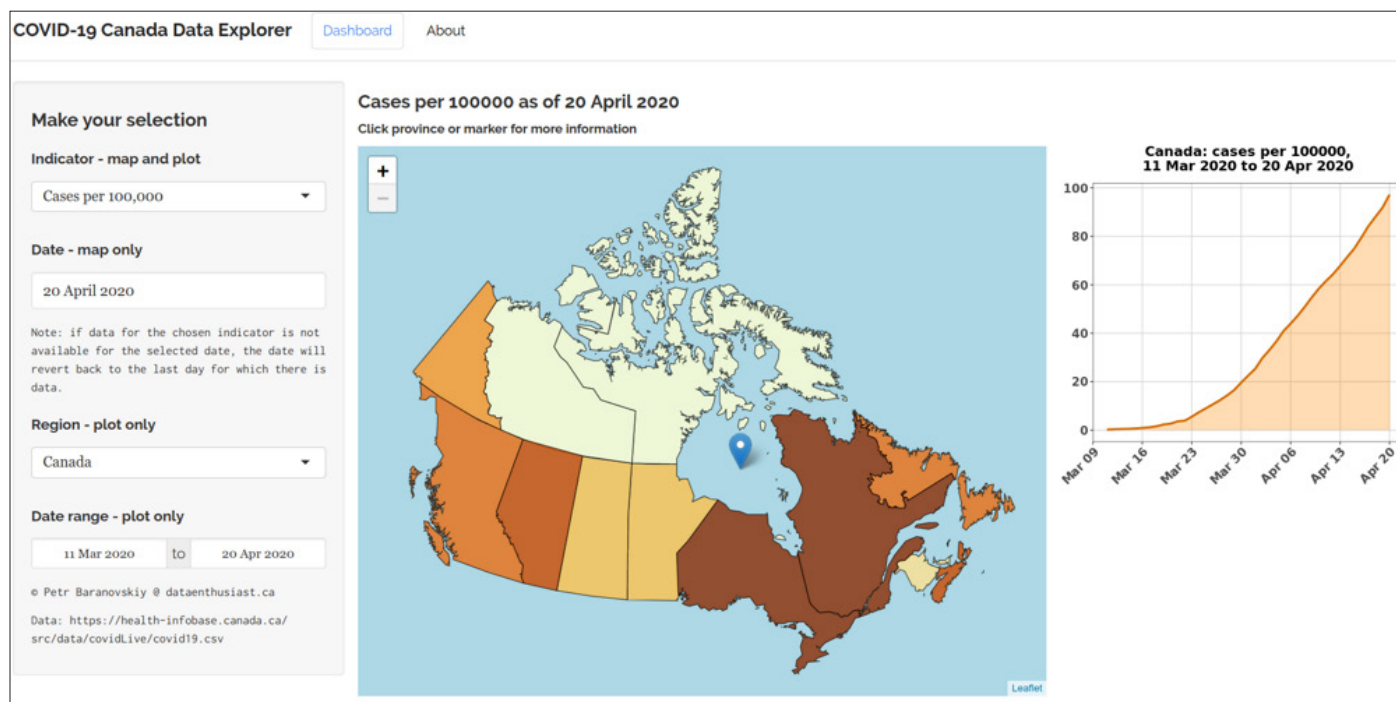 COVID-19 Canada Data Explorer
Dashboard
About
Make your selection
Indicator - map and plot
Cases per 100,000
Date - map only
20 April 2020
Note: if data for the chosen indicator is not
available for the selected date, the date will
revert back to the last day for which there is
data.
Region - plot only
Canada
Date range - plot only
11 Mar 2020 to 20 Apr 2020
© Petr Baranovskiy @ dataenthusiast.ca
Data: https://health-infobase.canada.ca/
src/data/covidLive/covid19.csv
Cases per 100000 as of 20 April 2020
Click province or marker for more information
+
−
Leaflet
Canada: cases per 100000,
11 Mar 2020 to 20 Apr 2020
100
80
60
40
20
0
Mar 09
Mar 16
Mar 23
Mar 30
Apr 06
Apr 13
Apr 20